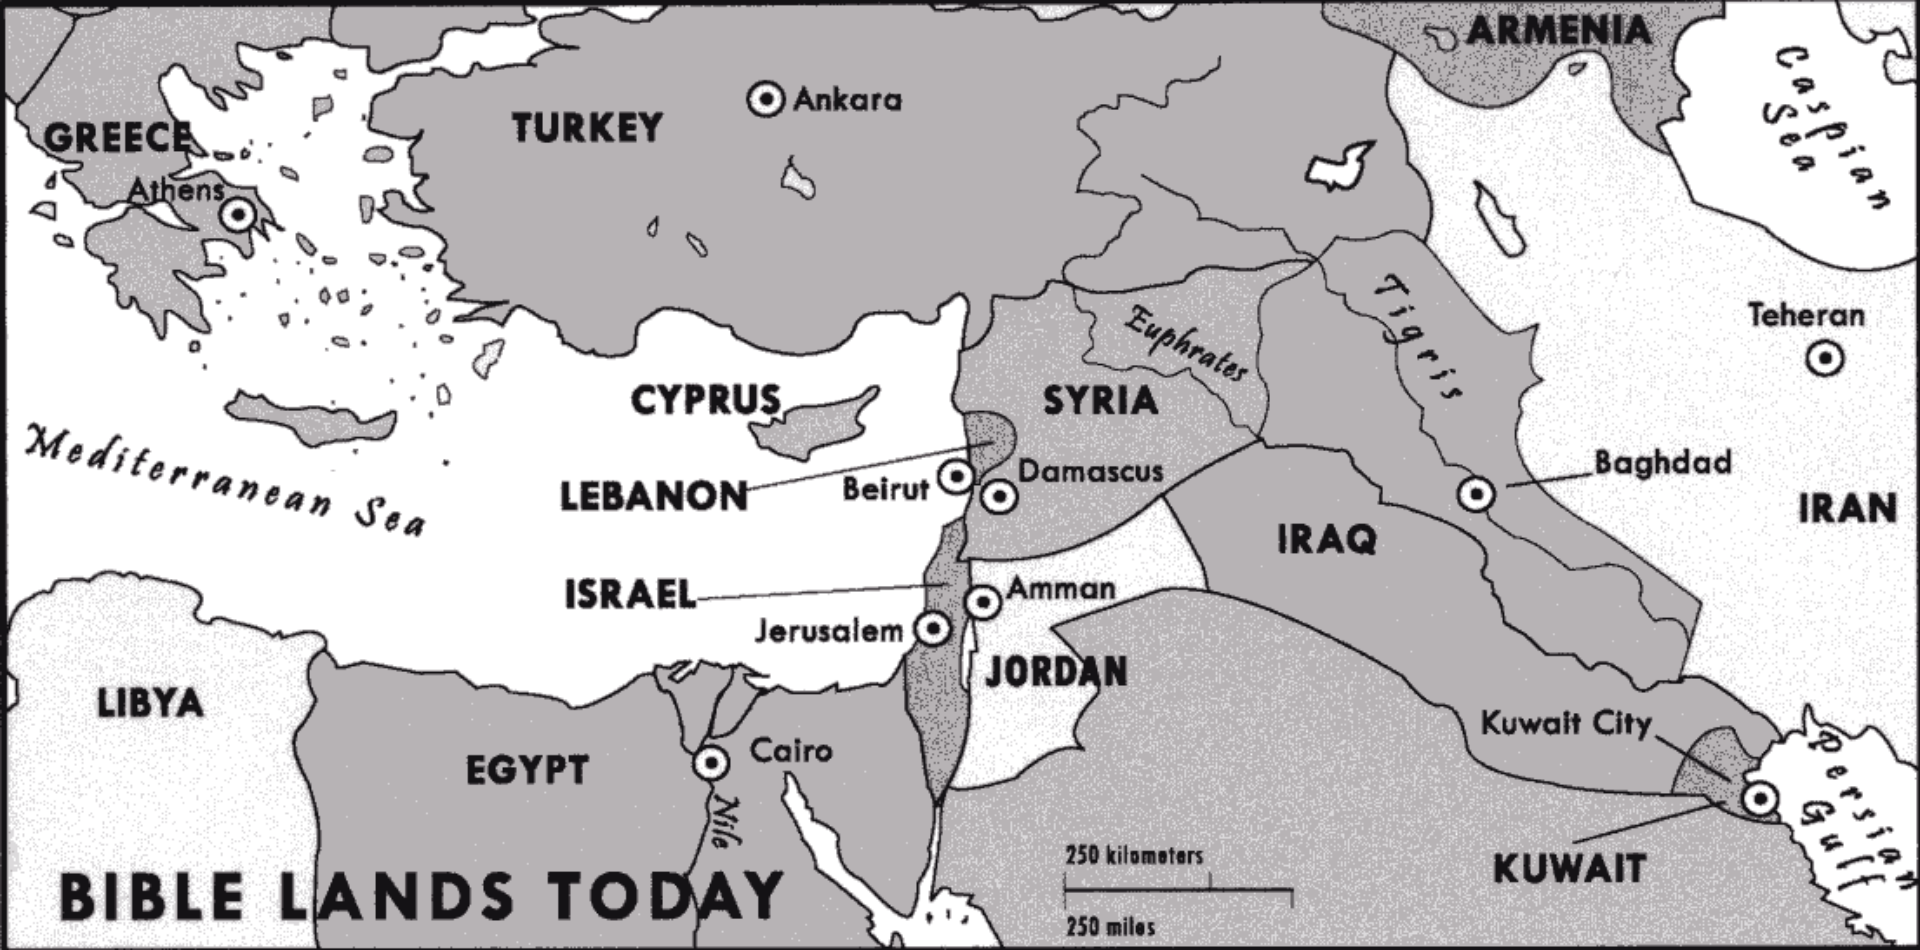 ARMENIA
Caspian
Sea
Ankara
TURKEY
GREECE
Athens
Tigris
Teheran
Euphrates
CYPRUS
SYRIA
Mediterranean Sea
Baghdad
Damascus
LEBANON
Beirut
IRAN
IRAQ
ISRAEL
Amman
Jerusalem
JORDAN
LIBYA
Kuwait City
EGYPT
Cairo
Persian
Gulf
Nile
250 kilometers
KUWAIT
BIBLE LANDS TODAY
250 miles